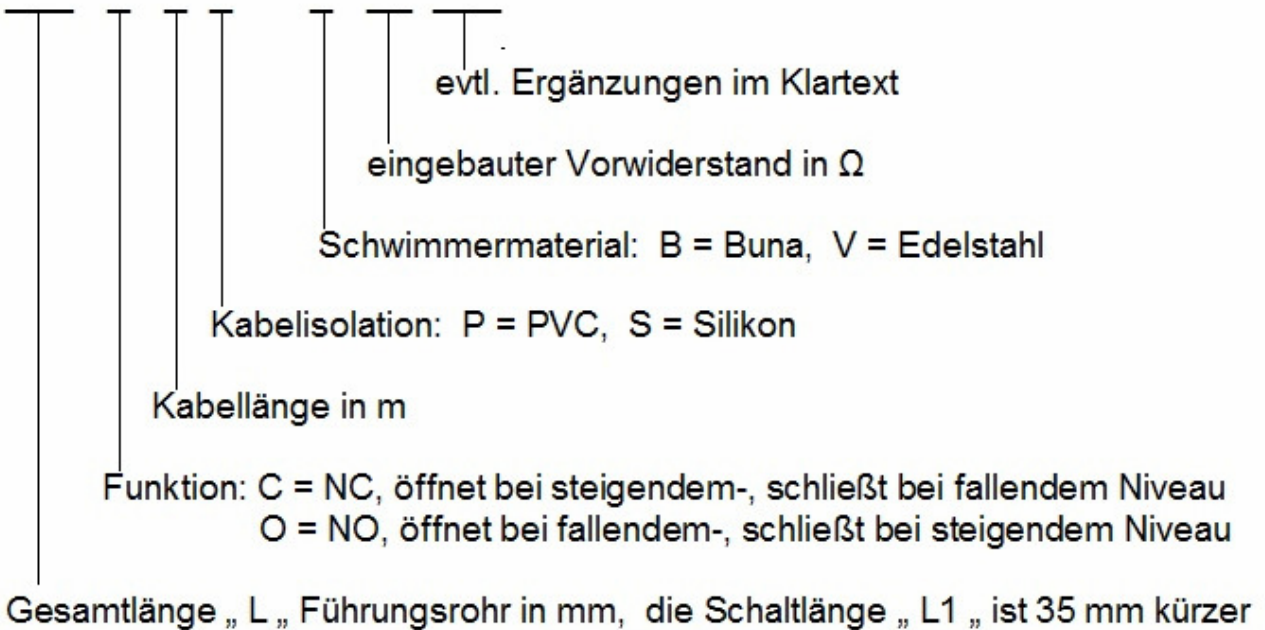 evtl. Ergänzungen im Klartext
eingebauter Vorwiderstand in Ω
Schwimmermaterial: B = Buna, V = Edelstahl
Kabelisolation: P = PVC, S = Silikon
Kabellänge in m
Funktion: C = NC, öffnet bei steigendem-, schließt bei fallendem Niveau
O = NO, öffnet bei fallendem-, schließt bei steigendem Niveau
Gesamtlänge „ L „ Führungsrohr in mm, die Schaltlänge „ L1 „ ist 35 mm kürzer